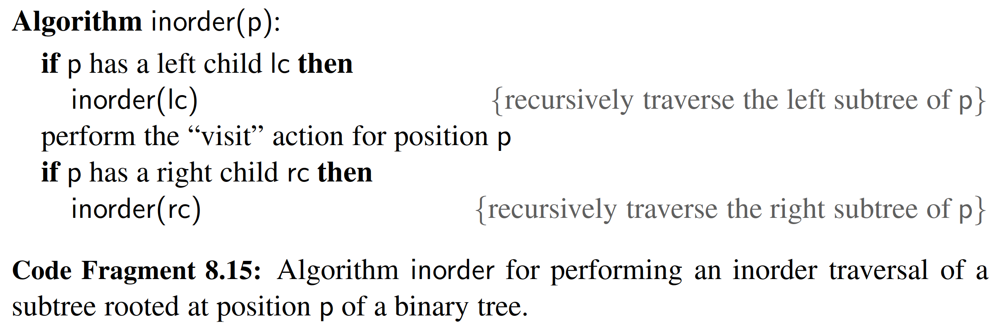 Algorithm inorder(p):
if p has a left child lc then
inorder(lc) {recursively traverse the left subtree of p}
perform the “visit” action for position p
if p has a right child rc then
inorder(rc) {recursively traverse the right subtree of p}
Code Fragment 8.15: Algorithm inorder for performing an inorder traversal of a
subtree rooted at position p of a binary tree.